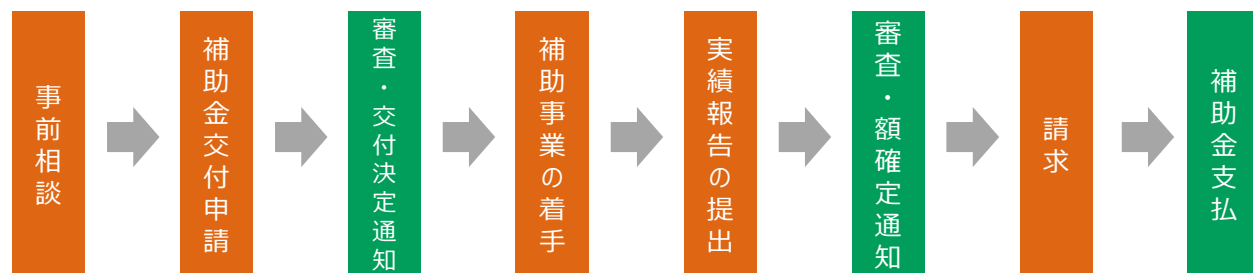 事前相談
補助金交付申請
審査・交付決定通知
補助事業の着手
実績報告の提出
審査・額確定通知
請求
補助金支払